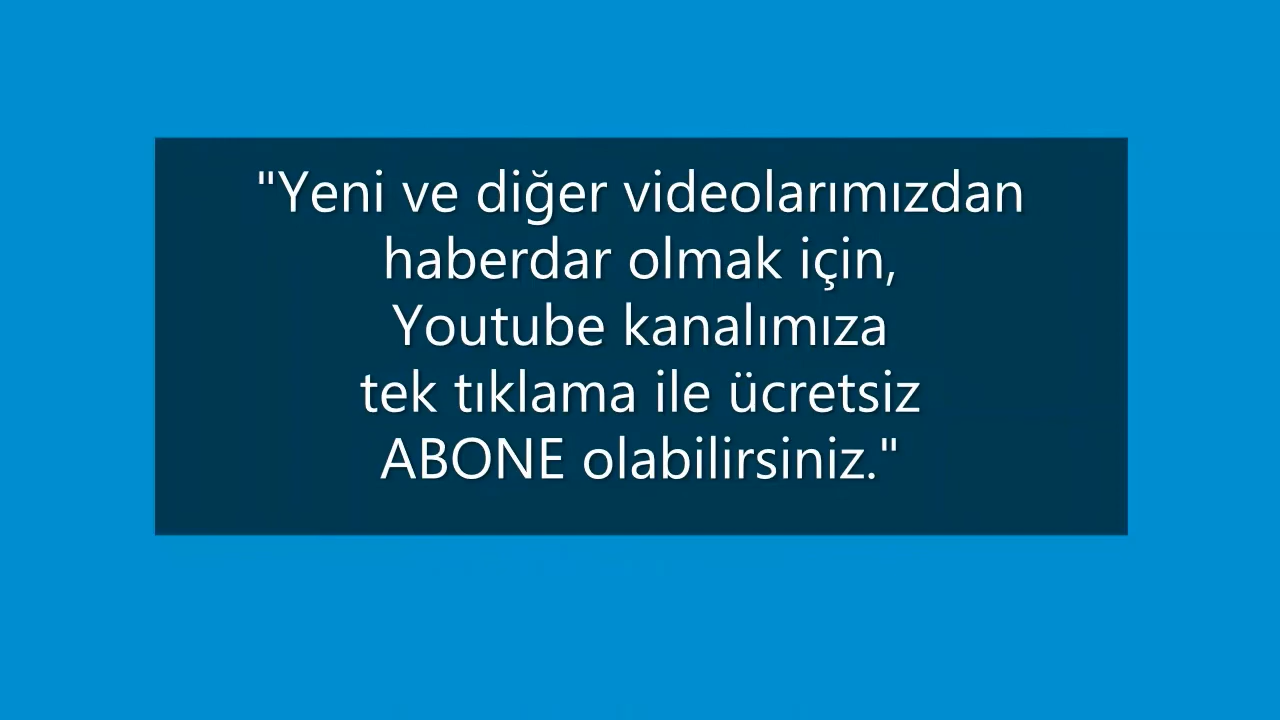 "Yeni ve diğer videolarımızdan
haberdar olmak için,
Youtube kanalımıza
tek tıklama ile ücretsiz
ABONE olabilirsiniz."